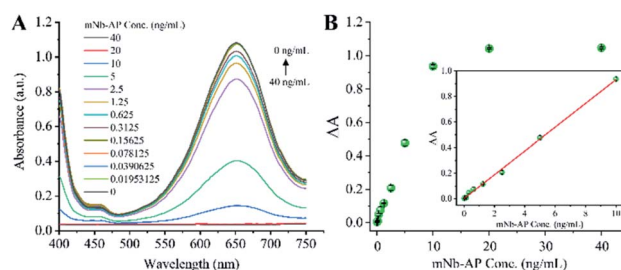 A
mNb-AP Conc. (ng/mL)
40
20
10
5
2.5
1.25
0.625
0.3125
0.15625
0.078125
0.0390625
0.01953125
0
0 ng/mL
40 ng/mL
Absorbance (a.u.)
1.2
1.0
0.8
0.6
0.4
0.2
0.0
400 450 500 550 600 650 700 750
Wavelength (nm)
B
ΔA
1.2
1.0
0.8
0.6
0.4
0.2
0.0
0 10 20 30 40
mNb-AP Conc. (ng/mL)
ΔA
1.0
0.8
0.6
0.4
0.2
0.0
0 2 4 6 8 10
mNb-AP Conc. (ng/mL)